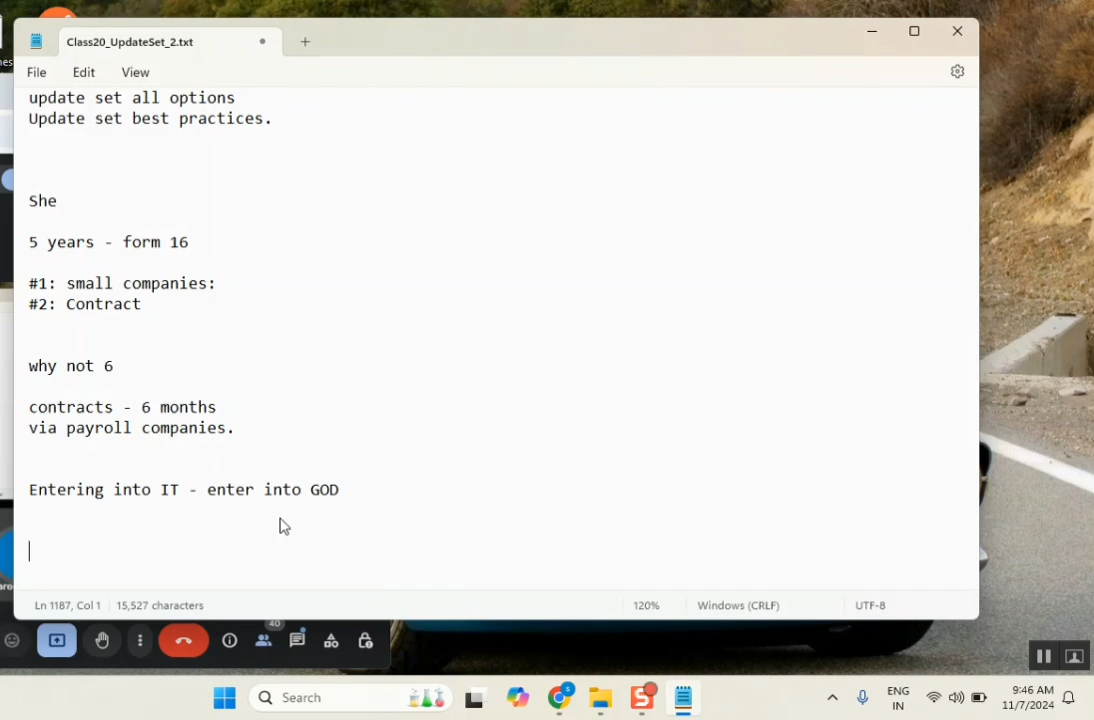 Class20_UpdateSet_2.txt
File Edit View
update set all options
Update set best practices.
She
5 years - form 16
#1: small companies:
#2: Contract
why not 6
contracts - 6 months
via payroll companies.
Entering into IT - enter into GOD
Ln 1187, Col 1 15,527 characters 120% Windows (CRLF) UTF-8
40
Search
ENG
IN
9:46 AM
11/7/2024